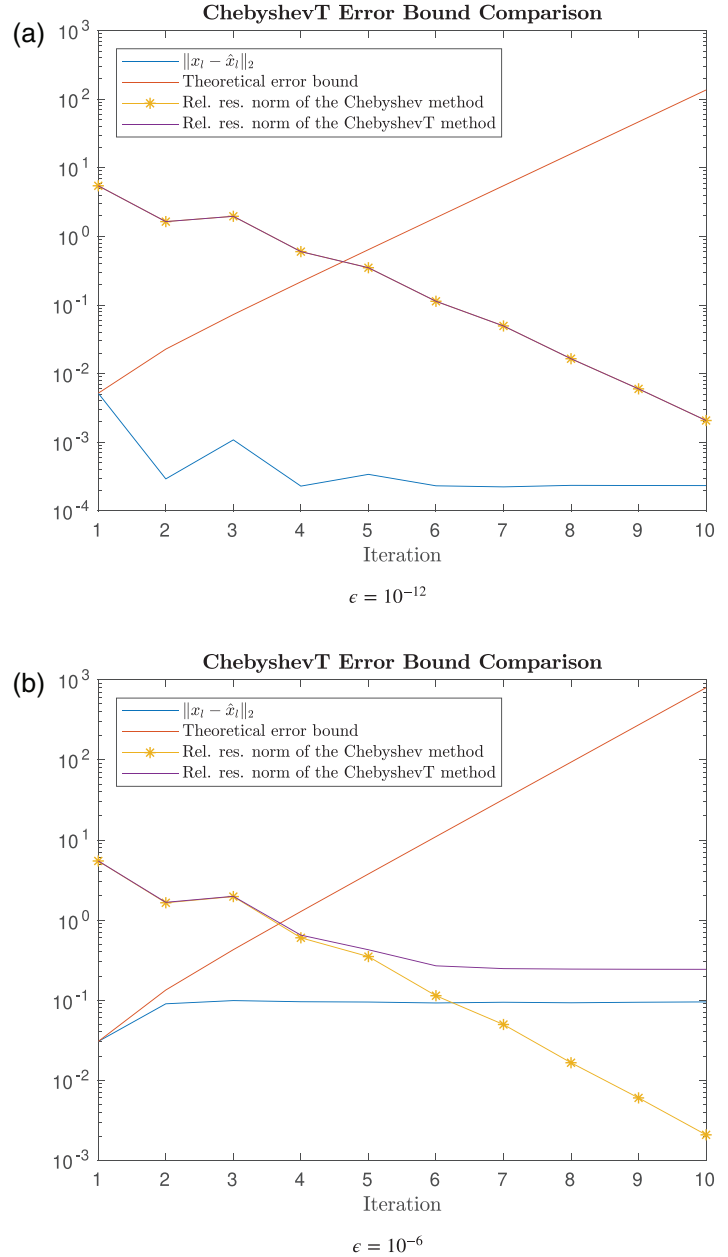 (a)
ChebyshevT Error Bound Comparison
10^3
10^2
10^1
10^0
10^-1
10^-2
10^-3
10^-4
‖x_l − x̂_l‖_2
Theoretical error bound
Rel. res. norm of the Chebyshev method
Rel. res. norm of the ChebyshevT method
1 2 3 4 5 6 7 8 9 10
Iteration
ϵ = 10^−12
(b)
ChebyshevT Error Bound Comparison
10^3
10^2
10^1
10^0
10^-1
10^-2
10^-3
‖x_l − x̂_l‖_2
Theoretical error bound
Rel. res. norm of the Chebyshev method
Rel. res. norm of the ChebyshevT method
1 2 3 4 5 6 7 8 9 10
Iteration
ϵ = 10^−6